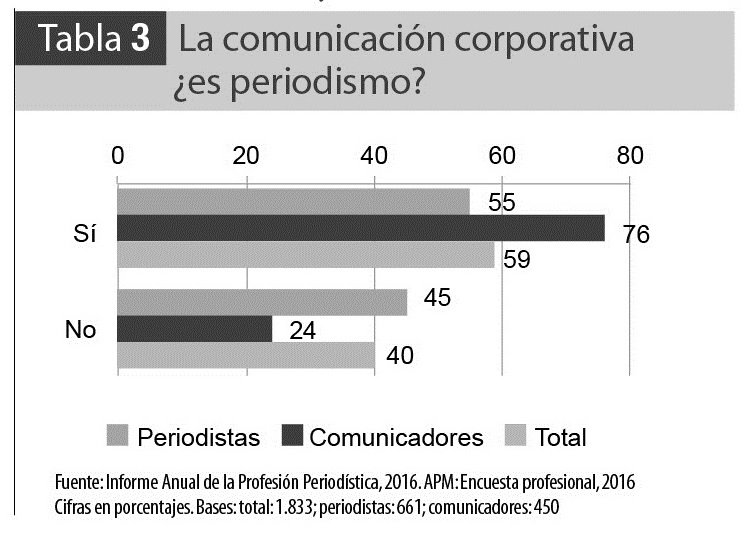 Tabla 3 La comunicación corporativa
¿es periodismo?
0 20 40 60 80
Sí
55
76
59
No
45
24
40
Periodistas Comunicadores Total
Fuente: Informe Anual de la Profesión Periodística, 2016. APM: Encuesta profesional, 2016
Cifras en porcentajes. Bases: total: 1.833; periodistas: 661; comunicadores: 450